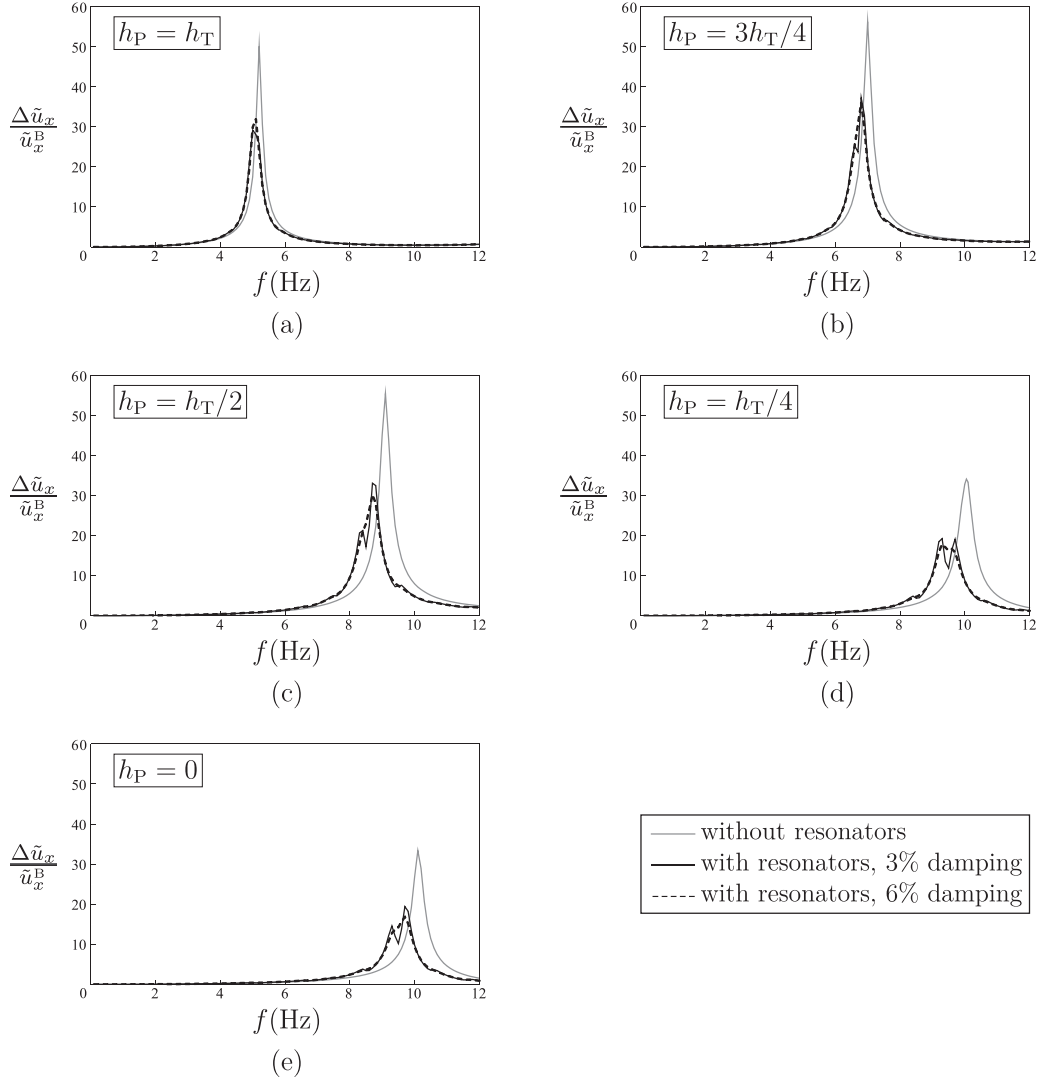 60
50
40
30
20
10
0 2 4 6 8 10 12
h_P = h_T
Δũ_x / ũ_x^B
f(Hz)
(a)
60
50
40
30
20
10
0 2 4 6 8 10 12
h_P = 3h_T/4
Δũ_x / ũ_x^B
f(Hz)
(b)
60
50
40
30
20
10
0 2 4 6 8 10 12
h_P = h_T/2
Δũ_x / ũ_x^B
f(Hz)
(c)
60
50
40
30
20
10
0 2 4 6 8 10 12
h_P = h_T/4
Δũ_x / ũ_x^B
f(Hz)
(d)
60
50
40
30
20
10
0 2 4 6 8 10 12
h_P = 0
Δũ_x / ũ_x^B
f(Hz)
(e)
without resonators
with resonators, 3% damping
with resonators, 6% damping